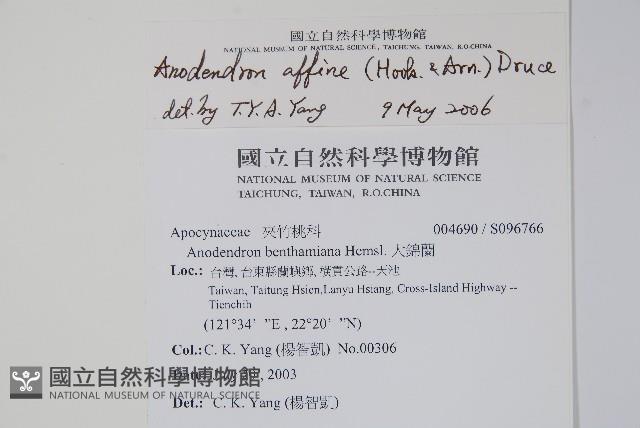 國立自然科學博物館
NATIONAL MUSEUM OF NATURAL SCIENCE, TAICHUNG, TAIWAN, R.O.CHINA
Anodendron affine (Hook. & Arn.) Druce
det. by T.Y.A. Yang 9 May 2006
國立自然科學博物館
NATIONAL MUSEUM OF NATURAL SCIENCE
TAICHUNG, TAIWAN, R.O.CHINA
Apocynaceae 夾竹桃科 004690 / S096766
Anodendron benthamiana Hemsl. 大錦蘭
Loc.: 台灣, 台東縣蘭嶼鄉, 橫貫公路--天池
Taiwan, Taitung Hsien, Lanyu Hsiang, Cross-Island Highway --
Tienchih
(121°34' "E , 22°20' "N)
Col.: C. K. Yang (楊智凱) No.00306
, 2003
Det.: C. K. Yang (楊智凱)
國立自然科學博物館
NATIONAL MUSEUM OF NATURAL SCIENCE